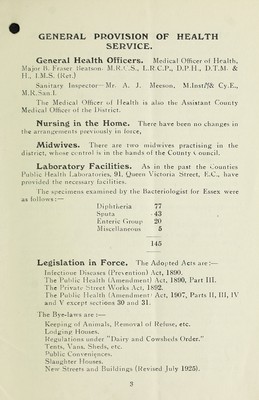 GENERAL PROVISION OF HEALTH
SERVICE.
General Health Officers. Medical Officer of Health,
Major B. Fraser Beatson. M.R.C.S., L.R.C.P., D.P.H., D.T.M. &
H., I.M.S. (Ret.)
Sanitary Inspector—Mr. A. J. Meeson, M.Inst. & Cy.E.,
M.R.San.I.
The Medical Officer of Health is also the Assistant County
Medical Officer of the District.
Nursing in the Home. There have been no changes in
the arrangements previously in force,
Midwives. There are two midwives practising in the
district, whose control is in the hands of the County Council.
Laboratory Facilities. As in the past the Counties
Public Health Laboratories, 91, Queen Victoria Street, E.C., have
provided the necessary facilities.
The specimens examined by the Bacteriologist for Essex were
as follows:—
Diphtheria 77
Sputa 43
Enteric Group 20
Miscellaneous 5
145
Legislation in Force. The Adopted Acts are:—
Infectious Diseases (Prevention) Act, 1890.
The Public Health (Amendment) Act, 1890, Part III.
The Private Street Works Act, 1892.
The Public Health (Amendment) Act, 1907, Parts II, III, IV
and V except sections 30 and 31.
The Bye-laws are:—
Keeping of Animals, Removal of Refuse, etc.
Lodging Houses.
Regulations under "Dairy and Cowsheds Order."
Tents, Vans, Sheds, etc.
Public Conveniences.
Slaughter Houses.
New Streets and Buildings (Revised July 1925).
3